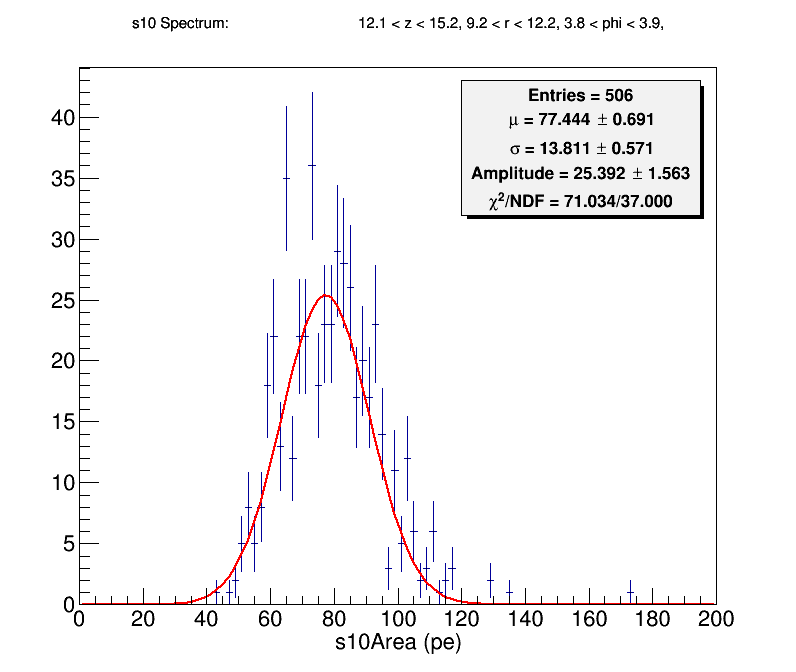 s10 Spectrum: 12.1 < z < 15.2, 9.2 < r < 12.2, 3.8 < phi < 3.9,
Entries = 506
μ = 77.444 ± 0.691
σ = 13.811 ± 0.571
Amplitude = 25.392 ± 1.563
χ²/NDF = 71.034/37.000
40
35
30
25
20
15
10
5
0
0 20 40 60 80 100 120 140 160 180 200
s10Area (pe)